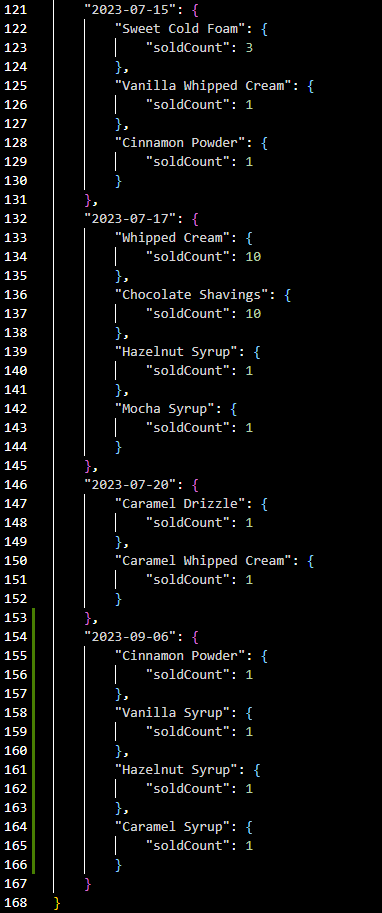 121 "2023-07-15": {
122 "Sweet Cold Foam": {
123 "soldCount": 3
124 },
125 "Vanilla Whipped Cream": {
126 "soldCount": 1
127 },
128 "Cinnamon Powder": {
129 "soldCount": 1
130 }
131 },
132 "2023-07-17": {
133 "Whipped Cream": {
134 "soldCount": 10
135 },
136 "Chocolate Shavings": {
137 "soldCount": 10
138 },
139 "Hazelnut Syrup": {
140 "soldCount": 1
141 },
142 "Mocha Syrup": {
143 "soldCount": 1
144 }
145 },
146 "2023-07-20": {
147 "Caramel Drizzle": {
148 "soldCount": 1
149 },
150 "Caramel Whipped Cream": {
151 "soldCount": 1
152 }
153 },
154 "2023-09-06": {
155 "Cinnamon Powder": {
156 "soldCount": 1
157 },
158 "Vanilla Syrup": {
159 "soldCount": 1
160 },
161 "Hazelnut Syrup": {
162 "soldCount": 1
163 },
164 "Caramel Syrup": {
165 "soldCount": 1
166 }
167 }
168 }